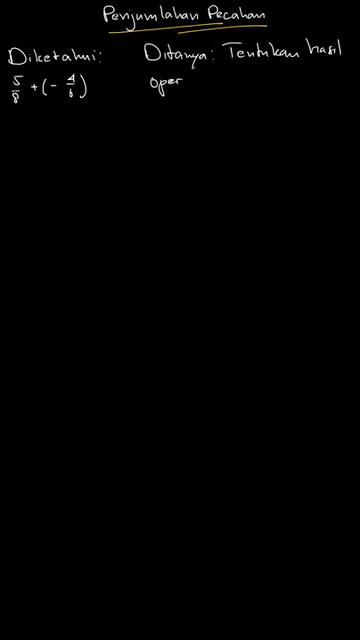 Penjumlahan Pecahan
Diketahui: Ditanya: Tentukan hasil
5/8 + (- 4/6) oper